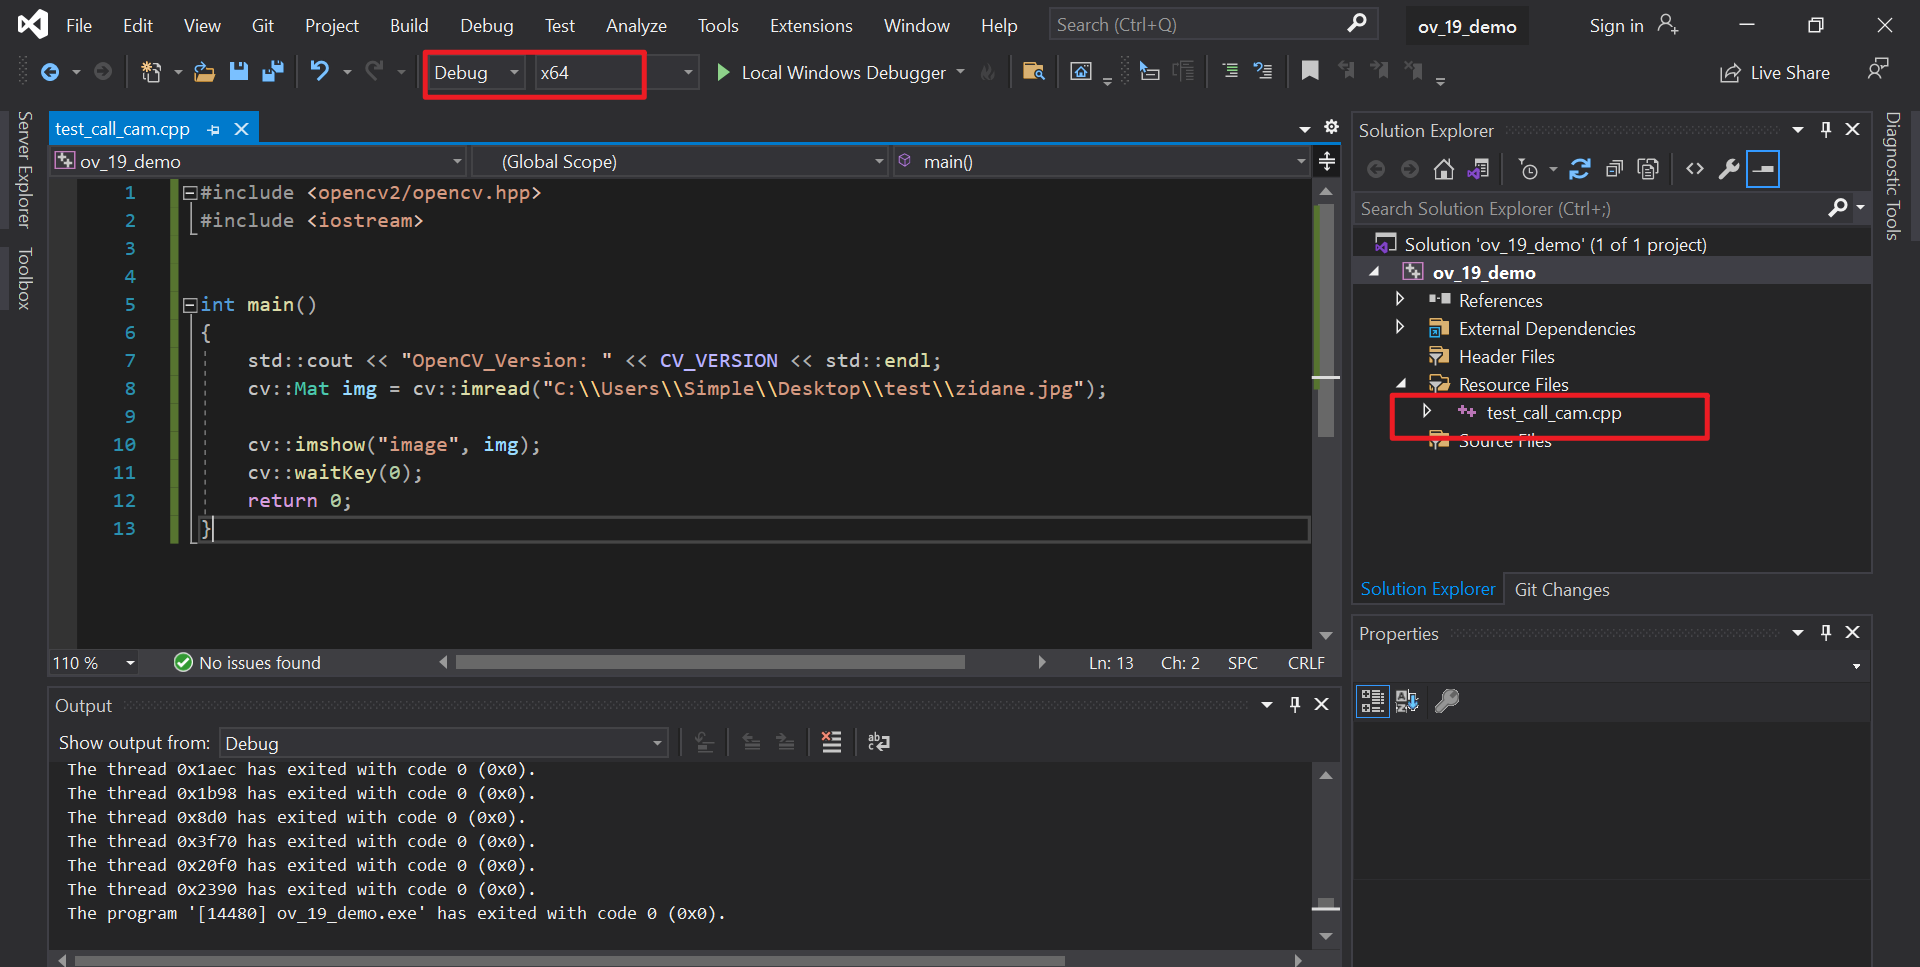 File Edit View Git Project Build Debug Test Analyze Tools Extensions Window Help Search (Ctrl+Q) ov_19_demo Sign in
Debug x64 Local Windows Debugger Live Share
Server Explorer
Toolbox
test_call_cam.cpp
ov_19_demo (Global Scope) main()
1 #include <opencv2/opencv.hpp>
2 #include <iostream>
3
4
5 int main()
6 {
7 std::cout << "OpenCV_Version: " << CV_VERSION << std::endl;
8 cv::Mat img = cv::imread("C:\\Users\\Simple\\Desktop\\test\\zidane.jpg");
9
10 cv::imshow("image", img);
11 cv::waitKey(0);
12 return 0;
13 }
110 % No issues found Ln: 13 Ch: 2 SPC CRLF
Output
Show output from: Debug
The thread 0x1aec has exited with code 0 (0x0).
The thread 0x1b98 has exited with code 0 (0x0).
The thread 0x8d0 has exited with code 0 (0x0).
The thread 0x3f70 has exited with code 0 (0x0).
The thread 0x20f0 has exited with code 0 (0x0).
The thread 0x2390 has exited with code 0 (0x0).
The program '[14480] ov_19_demo.exe' has exited with code 0 (0x0).
Solution Explorer
Search Solution Explorer (Ctrl+;)
Solution 'ov_19_demo' (1 of 1 project)
ov_19_demo
References
External Dependencies
Header Files
Resource Files
test_call_cam.cpp
Source Files
Solution Explorer Git Changes
Properties
Diagnostic Tools